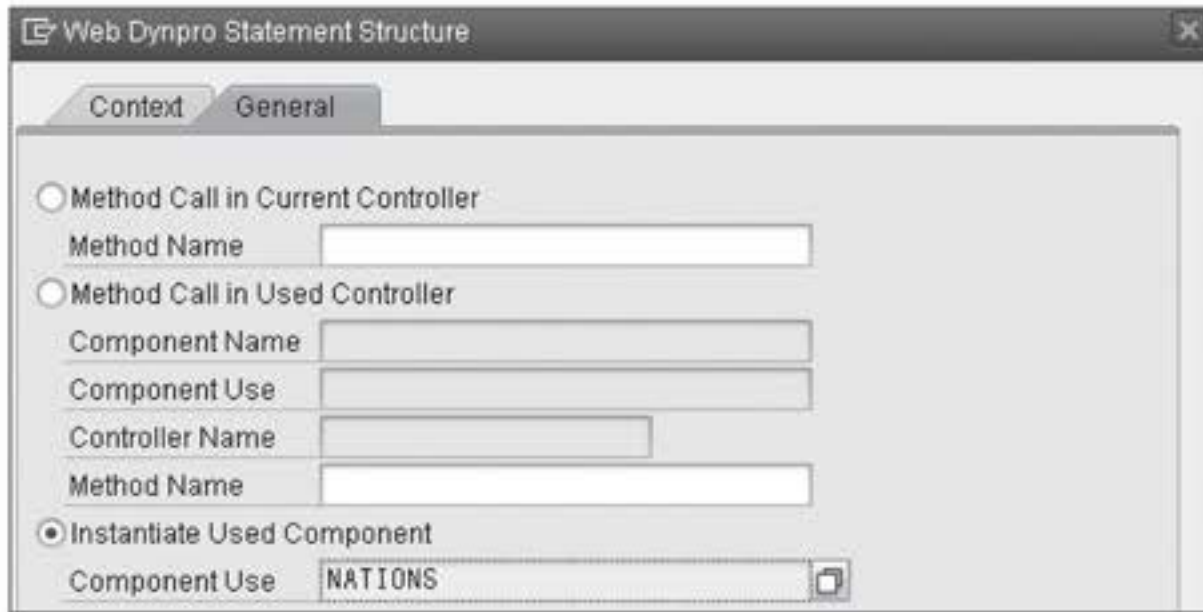 Web Dynpro Statement Structure
Context General
Method Call in Current Controller
Method Name
Method Call in Used Controller
Component Name
Component Use
Controller Name
Method Name
Instantiate Used Component
Component Use NATIONS